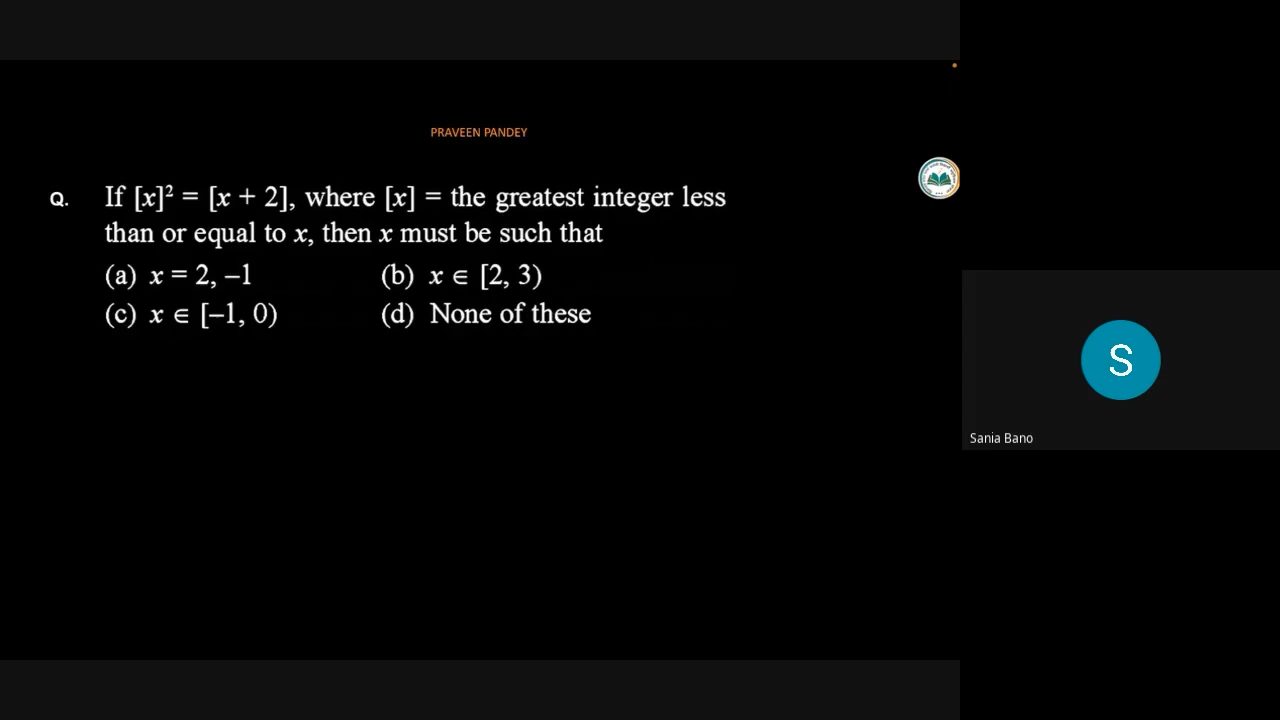 PRAVEEN PANDEY
Q. If [x]² = [x + 2], where [x] = the greatest integer less
than or equal to x, then x must be such that
(a) x = 2, –1 (b) x ∈ [2, 3)
(c) x ∈ [–1, 0) (d) None of these
S
Sania Bano